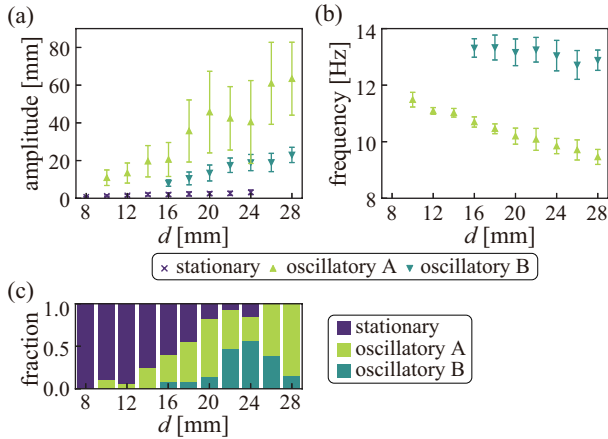 (a)
80
60
40
20
0
amplitude [mm]
8 12 16 20 24 28
d [mm]
(b)
14
12
10
8
frequency [Hz]
8 12 16 20 24 28
d [mm]
stationary oscillatory A oscillatory B
(c)
1.0
0.5
0.0
fraction
8 12 16 20 24 28
d [mm]
stationary
oscillatory A
oscillatory B